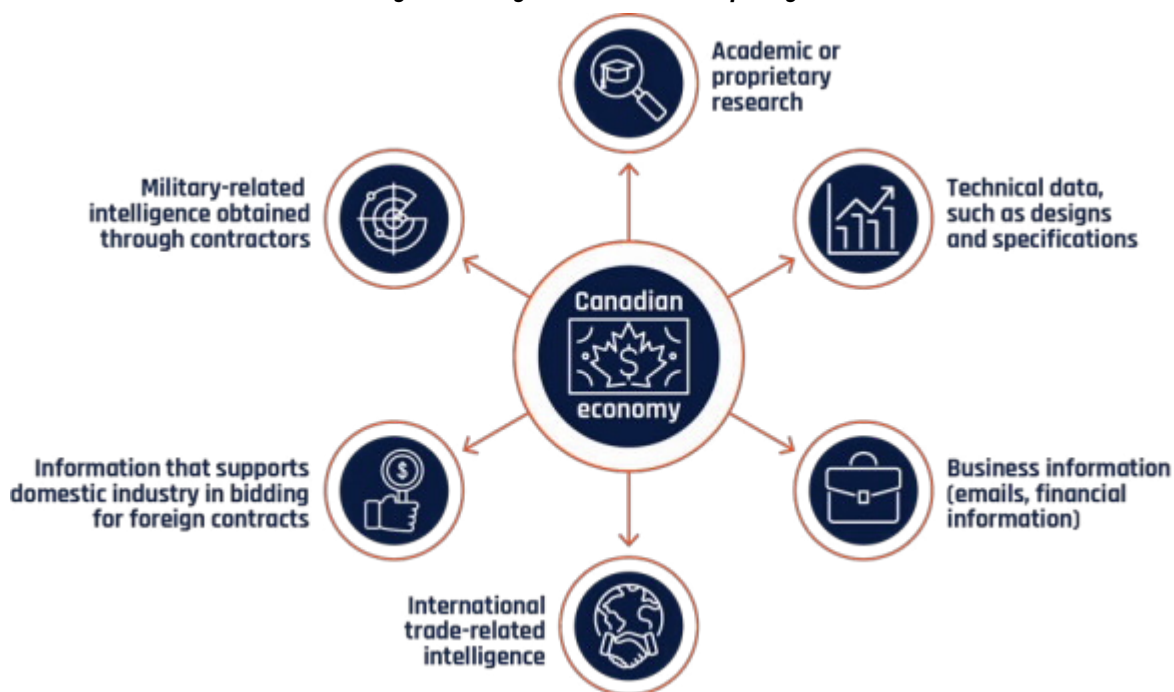 Academic or
proprietary
research
Military-related
intelligence obtained
through contractors
Technical data,
such as designs
and specifications
Canadian
$
economy
Information that supports
domestic industry in bidding
for foreign contracts
$
Business information
(emails, financial
information)
International
trade-related
intelligence